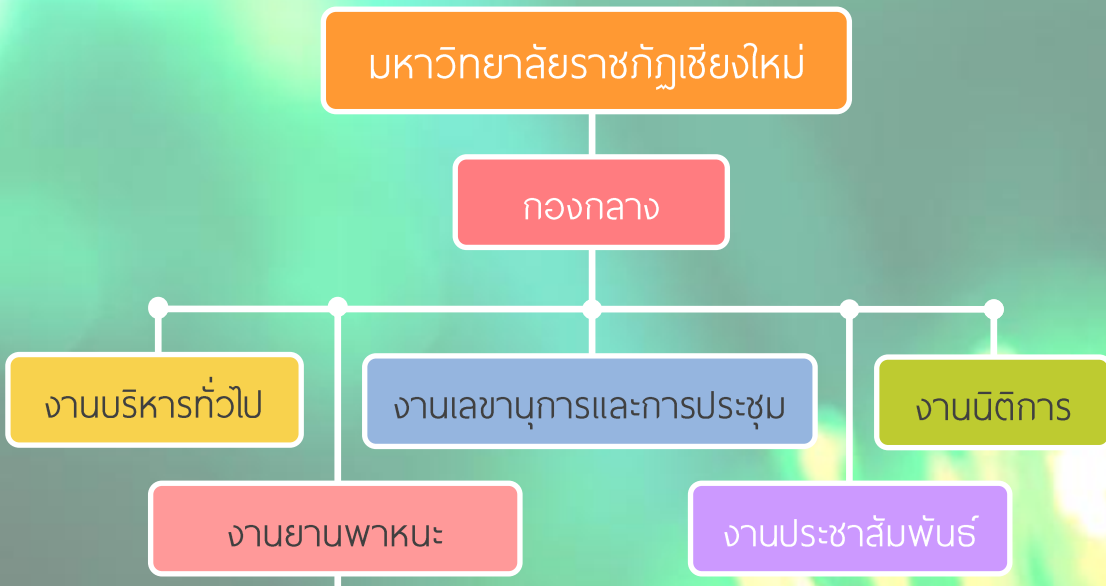 มหาวิทยาลัยราชภัฏเชียงใหม่
กองกลาง
งานบริหารทั่วไป
งานเลขานุการและการประชุม
งานนิติการ
งานยานพาหนะ
งานประชาสัมพันธ์